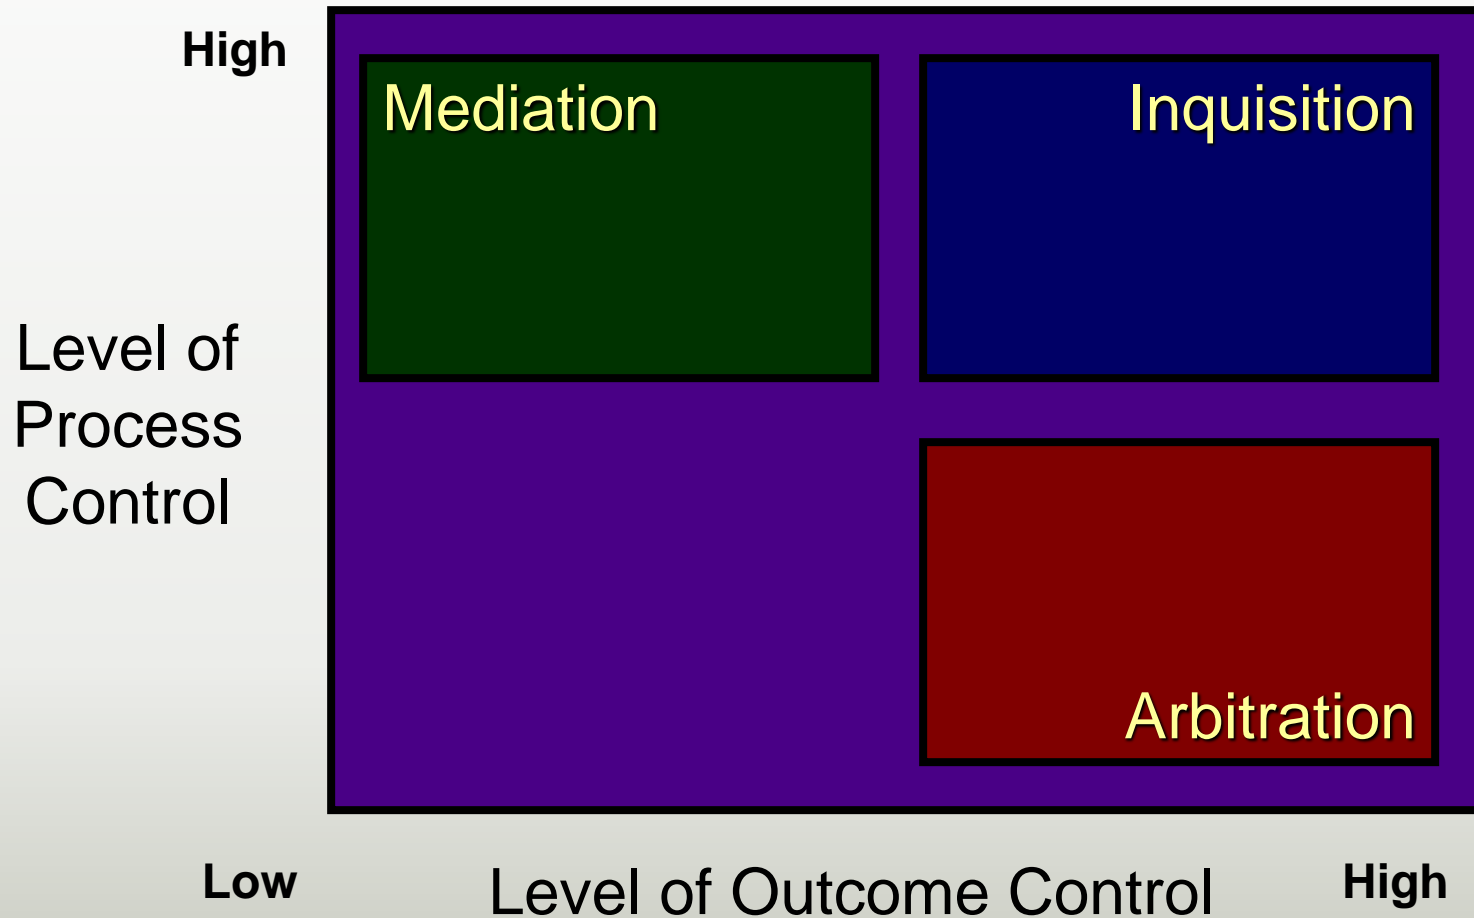 High
Mediation
Inquisition
Level of
Process
Control
Arbitration
Low
Level of Outcome Control
High